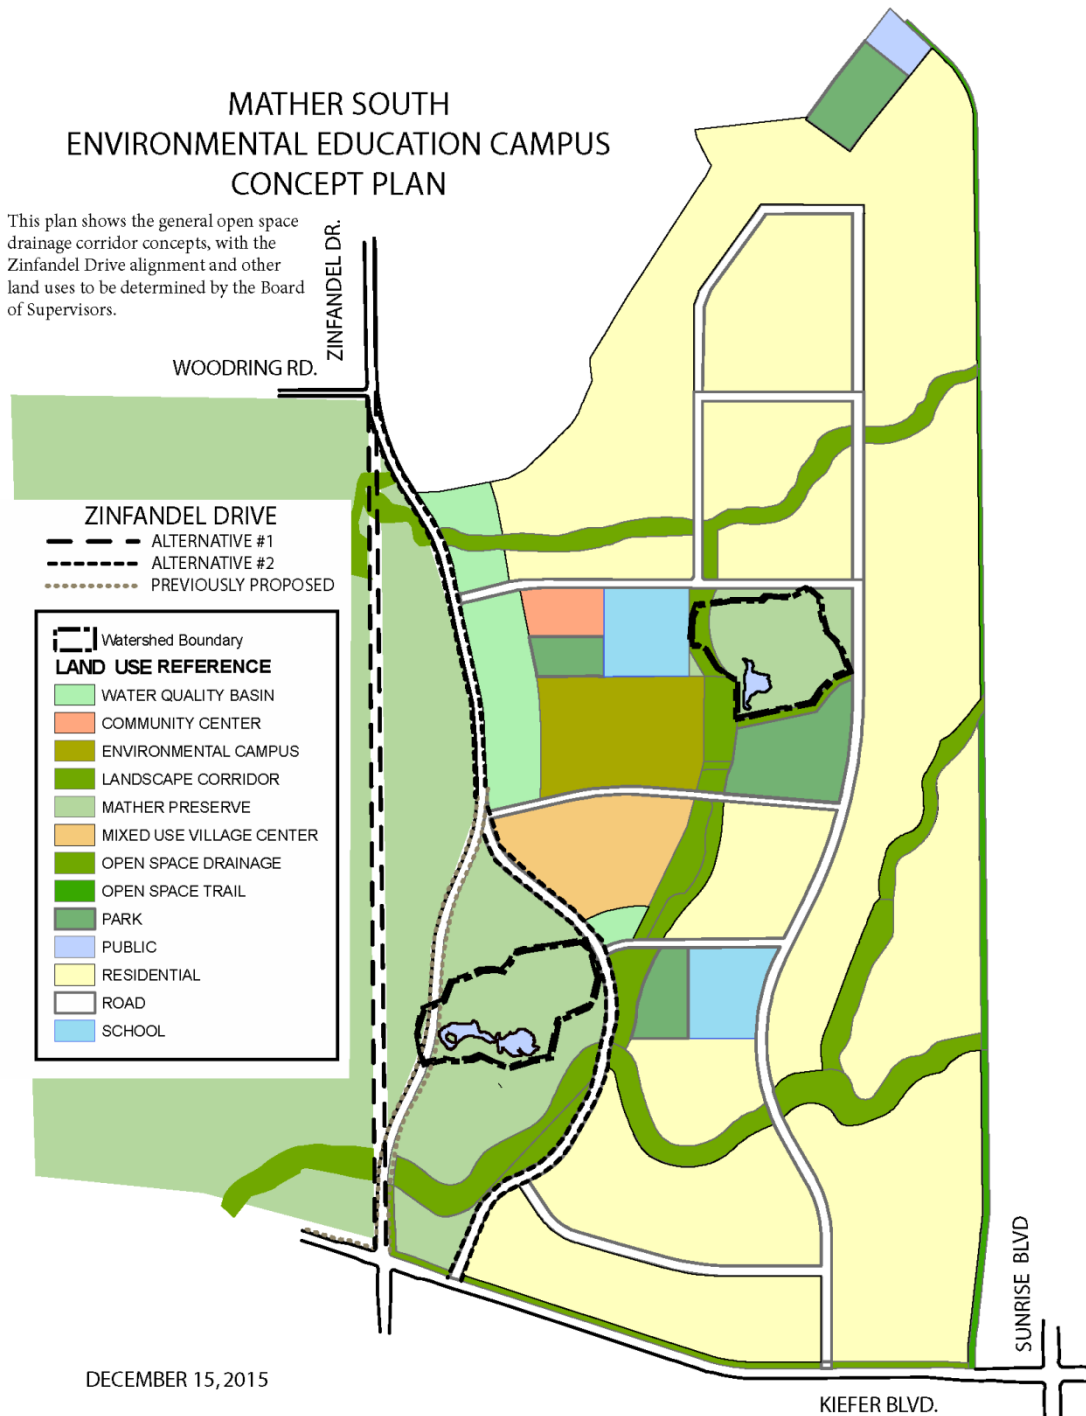 MATHER SOUTH
ENVIRONMENTAL EDUCATION CAMPUS
CONCEPT PLAN
This plan shows the general open space
drainage corridor concepts, with the
Zinfandel Drive alignment and other
land uses to be determined by the Board
of Supervisors.
ZINFANDEL DR.
WOODRING RD.
ZINFANDEL DRIVE
ALTERNATIVE #1
ALTERNATIVE #2
PREVIOUSLY PROPOSED
Watershed Boundary
LAND USE REFERENCE
WATER QUALITY BASIN
COMMUNITY CENTER
ENVIRONMENTAL CAMPUS
LANDSCAPE CORRIDOR
MATHER PRESERVE
MIXED USE VILLAGE CENTER
OPEN SPACE DRAINAGE
OPEN SPACE TRAIL
PARK
PUBLIC
RESIDENTIAL
ROAD
SCHOOL
SUNRISE BLVD
DECEMBER 15, 2015
KIEFER BLVD.